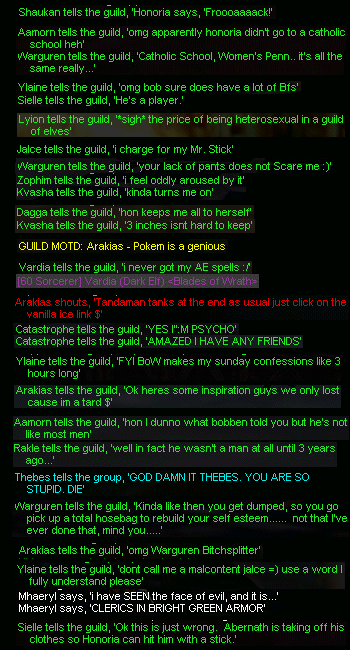 Shaukan tells the guild, 'Honoria says, 'Froooaaaack!'
Aamorn tells the guild, 'omg apparently honoria didn't go to a catholic
school heh'
Warguren tells the guild, 'Catholic School, Women's Penn.. it's all the
same really...'
Ylaine tells the guild, 'omg bob sure does have a lot of Bfs'
Sielle tells the guild, 'He's a player.'
Lyion tells the guild, '*sigh* the price of being heterosexual in a guild
of elves'
Jalce tells the guild, 'i charge for my Mr. Stick'
Warguren tells the guild, 'your lack of pants does not Scare me :)'
Zophim tells the guild, 'i feel oddly aroused by it'
Kvasha tells the guild, 'kinda turns me on'
Dagga tells the guild, 'hon keeps me all to herself'
Kvasha tells the guild, '3 inches isnt hard to keep'
GUILD MOTD: Arakias - Pokem is a genious
Vardia tells the guild, 'i never got my AE spells :/'
[60 Sorcerer] Vardia (Dark Elf) <Blades of Wrath>
Arakias shouts, 'Tandaman tanks at the end as usual just click on the
vanilla ice link $'
Catastrophe tells the guild, 'YES I":M PSYCHO'
Catastrophe tells the guild, 'AMAZED I HAVE ANY FRIENDS'
Ylaine tells the guild, 'FYI BoW makes my sunday confessions like 3
hours long'
Arakias tells the guild, 'Ok heres some inspiration guys we only lost
cause im a tard $'
Aamorn tells the guild, 'hon I dunno what bobben told you but he's not
like most men'
Rakle tells the guild, 'well in fact he wasn't a man at all until 3 years
ago...'
Thebes tells the group, 'GOD DAMN IT THEBES. YOU ARE SO
STUPID. DIE'
Warguren tells the guild, 'Kinda like then you get dumped, so you go
pick up a total hosebag to rebuild your self esteem...... not that I've
ever done that, mind you.....'
Arakias tells the guild, 'omg Warguren Bitchsplitter'
Ylaine tells the guild, 'dont call me a malcontent jalce =) use a word I
fully understand please'
Mhaeryl says, 'i have SEEN the face of evil, and it is...'
Mhaeryl says, 'CLERICS IN BRIGHT GREEN ARMOR'
Sielle tells the guild, 'Ok this is just wrong. Abernath is taking off his
clothes so Honoria can hit him with a stick.'